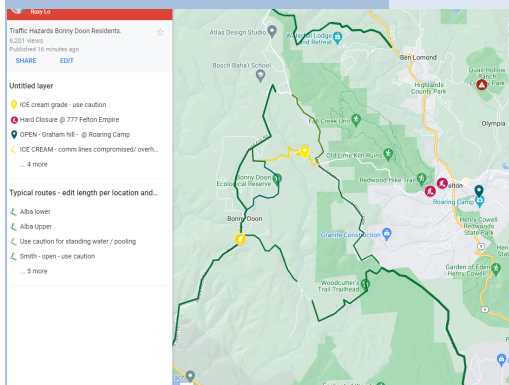 Roxy Lo
Traffic Hazards Bonny Doon Residents.
6,201 views
Published 16 minutes ago
SHARE EDIT
Untitled layer
ICE cream grade - use caution
Hard Closure @ 777 Felton Empire
OPEN - Graham hill - @ Roaring Camp
ICE CREAM - comm lines compromised/ overh...
... 4 more
Typical routes - edit length per location and...
Alba lower
Alba Upper
Use caution for standing water / pooling
Smith - open - use caution
... 5 more
Atlas Design Studio
Waterfall Lodge
and Retreat
Ben Lomond
Bosch Baha'i School
Quail Hollow
Ranch
County Park
Highlands
County Park
Fall Creek Unit
Olympia
Old Lime Kiln Ruins
Bonny Doon
Ecological Reserve
Redwood Hike Trail
Felton
Roaring Camp
Bonny Doon
Henry Cowell
Redwoods
State Park
Granite Construction
Garden of Eden
Henry Cowell
Woodcutter's
Trail Trailhead